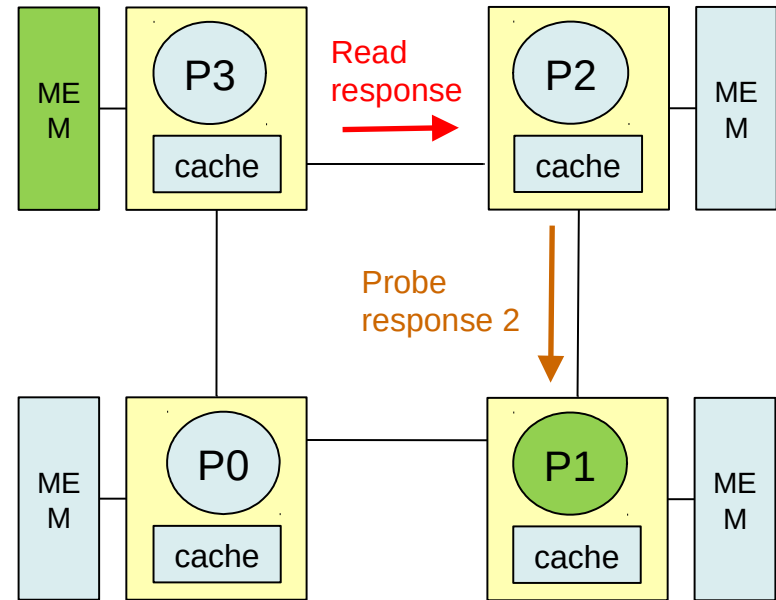 ME
M
P3
cache
Read
response
P2
cache
ME
M
Probe
response 2
ME
M
P0
cache
P1
cache
ME
M